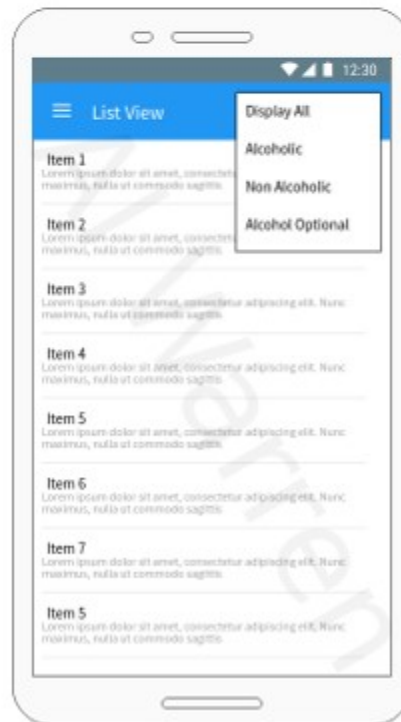 12:30
List View
Display All
Alcoholic
Non Alcoholic
Alcohol Optional
Item 1
Lorem ipsum dolor sit amet, consectetur
maximus, nulla ut commodo sagittis
Item 2
Lorem ipsum dolor sit amet, consectetur
maximus, nulla ut commodo sagittis
Item 3
Lorem ipsum dolor sit amet, consectetur adipiscing elit. Nunc
maximus, nulla ut commodo sagittis
Item 4
Lorem ipsum dolor sit amet, consectetur adipiscing elit. Nunc
maximus, nulla ut commodo sagittis
Item 5
Lorem ipsum dolor sit amet, consectetur adipiscing elit. Nunc
maximus, nulla ut commodo sagittis
Item 6
Lorem ipsum dolor sit amet, consectetur adipiscing elit. Nunc
maximus, nulla ut commodo sagittis
Item 7
Lorem ipsum dolor sit amet, consectetur adipiscing elit. Nunc
maximus, nulla ut commodo sagittis
Item 5
Lorem ipsum dolor sit amet, consectetur adipiscing elit. Nunc
maximus, nulla ut commodo sagittis
Werren